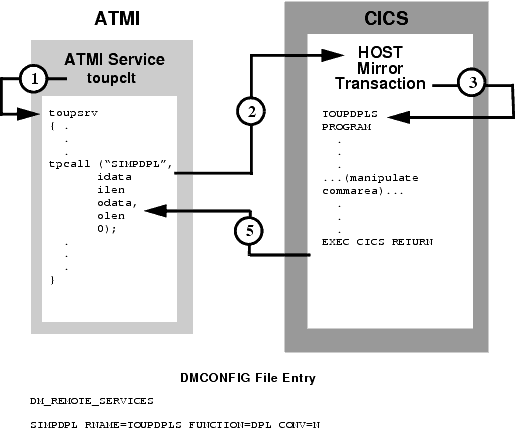 ATMI
CICS
ATMI Service
toupclt
1
toupsrv
{ .
.
.
tpcall ("SIMPDPL",
idata
ilen
odata,
olen
0);
.
.
.
}
2
5
HOST
Mirror
Transaction
3
TOUPDPLS
PROGRAM
.
.
.
...(manipulate
commarea)...
.
.
.
EXEC CICS RETURN
DMCONFIG File Entry
DM_REMOTE_SERVICES
SIMPDPL RNAME=TOUPDPLS FUNCTION=DPL CONV=N